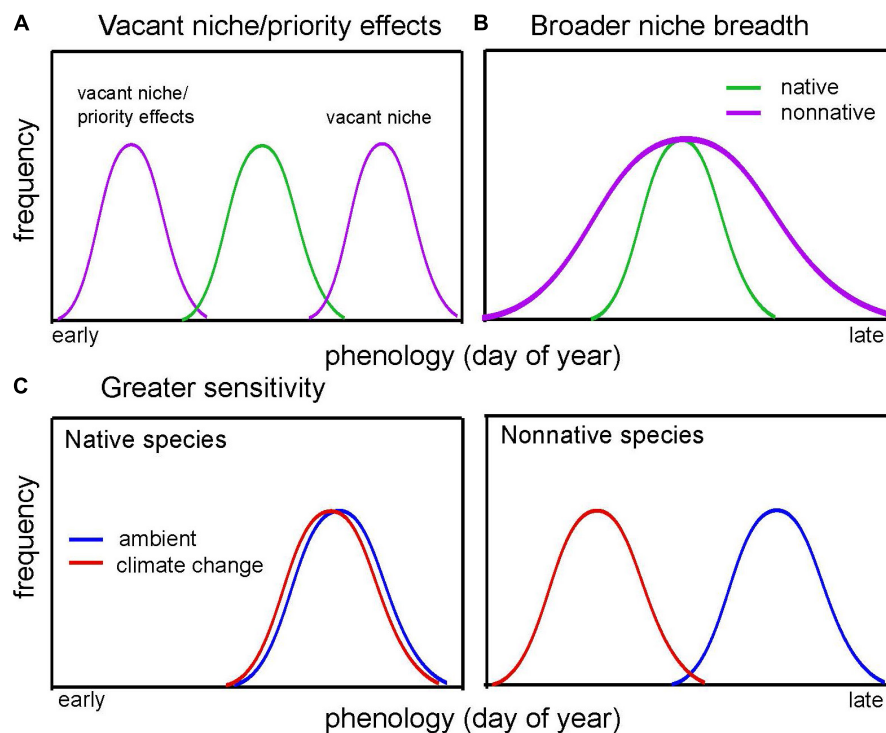 A Vacant niche/priority effects
vacant niche/
priority effects
vacant niche
frequency
early
B Broader niche breadth
native
nonnative
late
phenology (day of year)
C Greater sensitivity
Native species
frequency
ambient
climate change
early
Nonnative species
late
phenology (day of year)